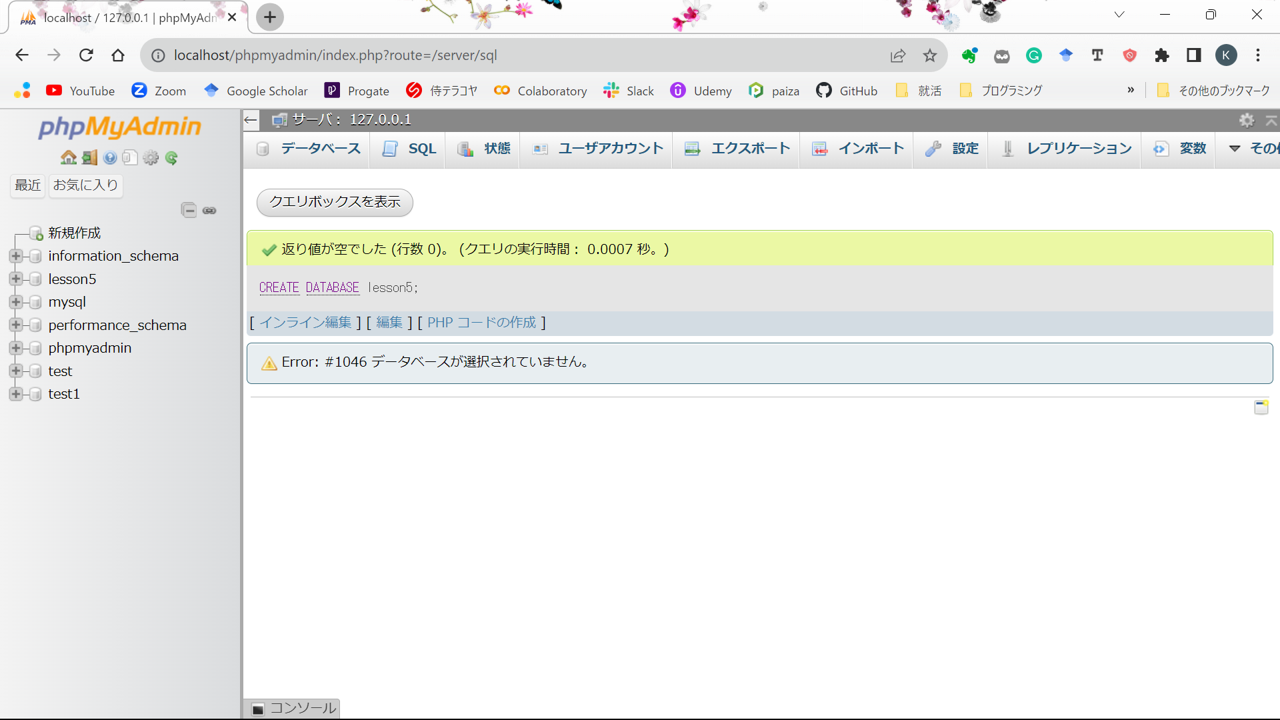 localhost / 127.0.0.1 | phpMyAdmin
localhost/phpmyadmin/index.php?route=/server/sql
K
YouTube
Zoom
Google Scholar
Progate
侍テラコヤ
Colaboratory
Slack
Udemy
paiza
GitHub
就活
プログラミング
»
その他のブックマーク
phpMyAdmin
最近
お気に入り
新規作成
information_schema
lesson5
mysql
performance_schema
phpmyadmin
test
test1
サーバ: 127.0.0.1
データベース
SQL
状態
ユーザアカウント
エクスポート
インポート
設定
レプリケーション
変数
その他
クエリボックスを表示
返り値が空でした (行数 0)。 (クエリの実行時間: 0.0007 秒。)
CREATE DATABASE lesson5;
[ インライン編集 ] [ 編集 ] [ PHP コードの作成 ]
Error: #1046 データベースが選択されていません。
コンソール